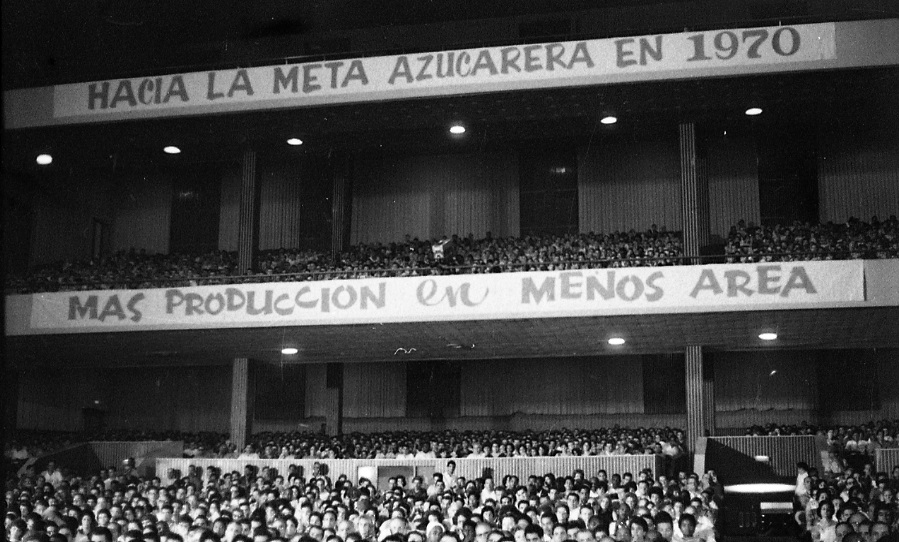 HACIA LA META AZUCARERA EN 1970
MAS PRODUCCION en MENOS AREA